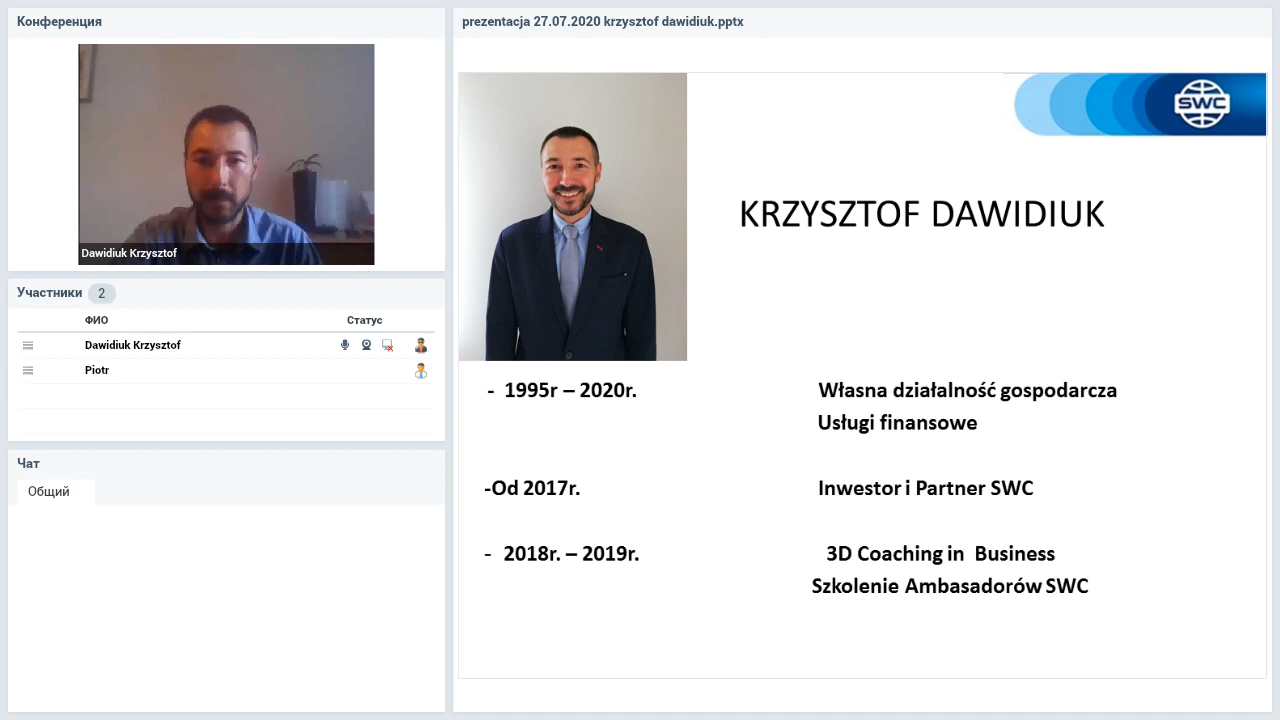 Конференция
Dawidiuk Krzysztof
Участники 2
ФИО Статус
Dawidiuk Krzysztof
Piotr
Чат
Общий
prezentacja 27.07.2020 krzysztof dawidiuk.pptx
SWC
KRZYSZTOF DAWIDIUK
- 1995r – 2020r. Własna działalność gospodarcza
Usługi finansowe
-Od 2017r. Inwestor i Partner SWC
- 2018r. – 2019r. 3D Coaching in Business
Szkolenie Ambasadorów SWC